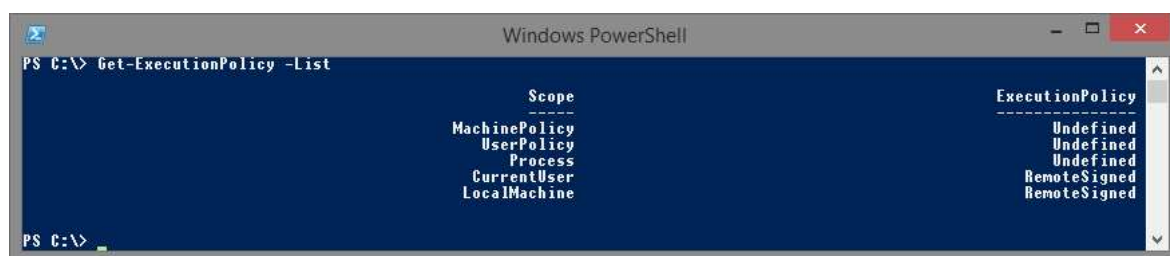 Windows PowerShell
PS C:\> Get-ExecutionPolicy -List
Scope ExecutionPolicy
----- ---------------
MachinePolicy Undefined
UserPolicy Undefined
Process Undefined
CurrentUser RemoteSigned
LocalMachine RemoteSigned
PS C:\> _